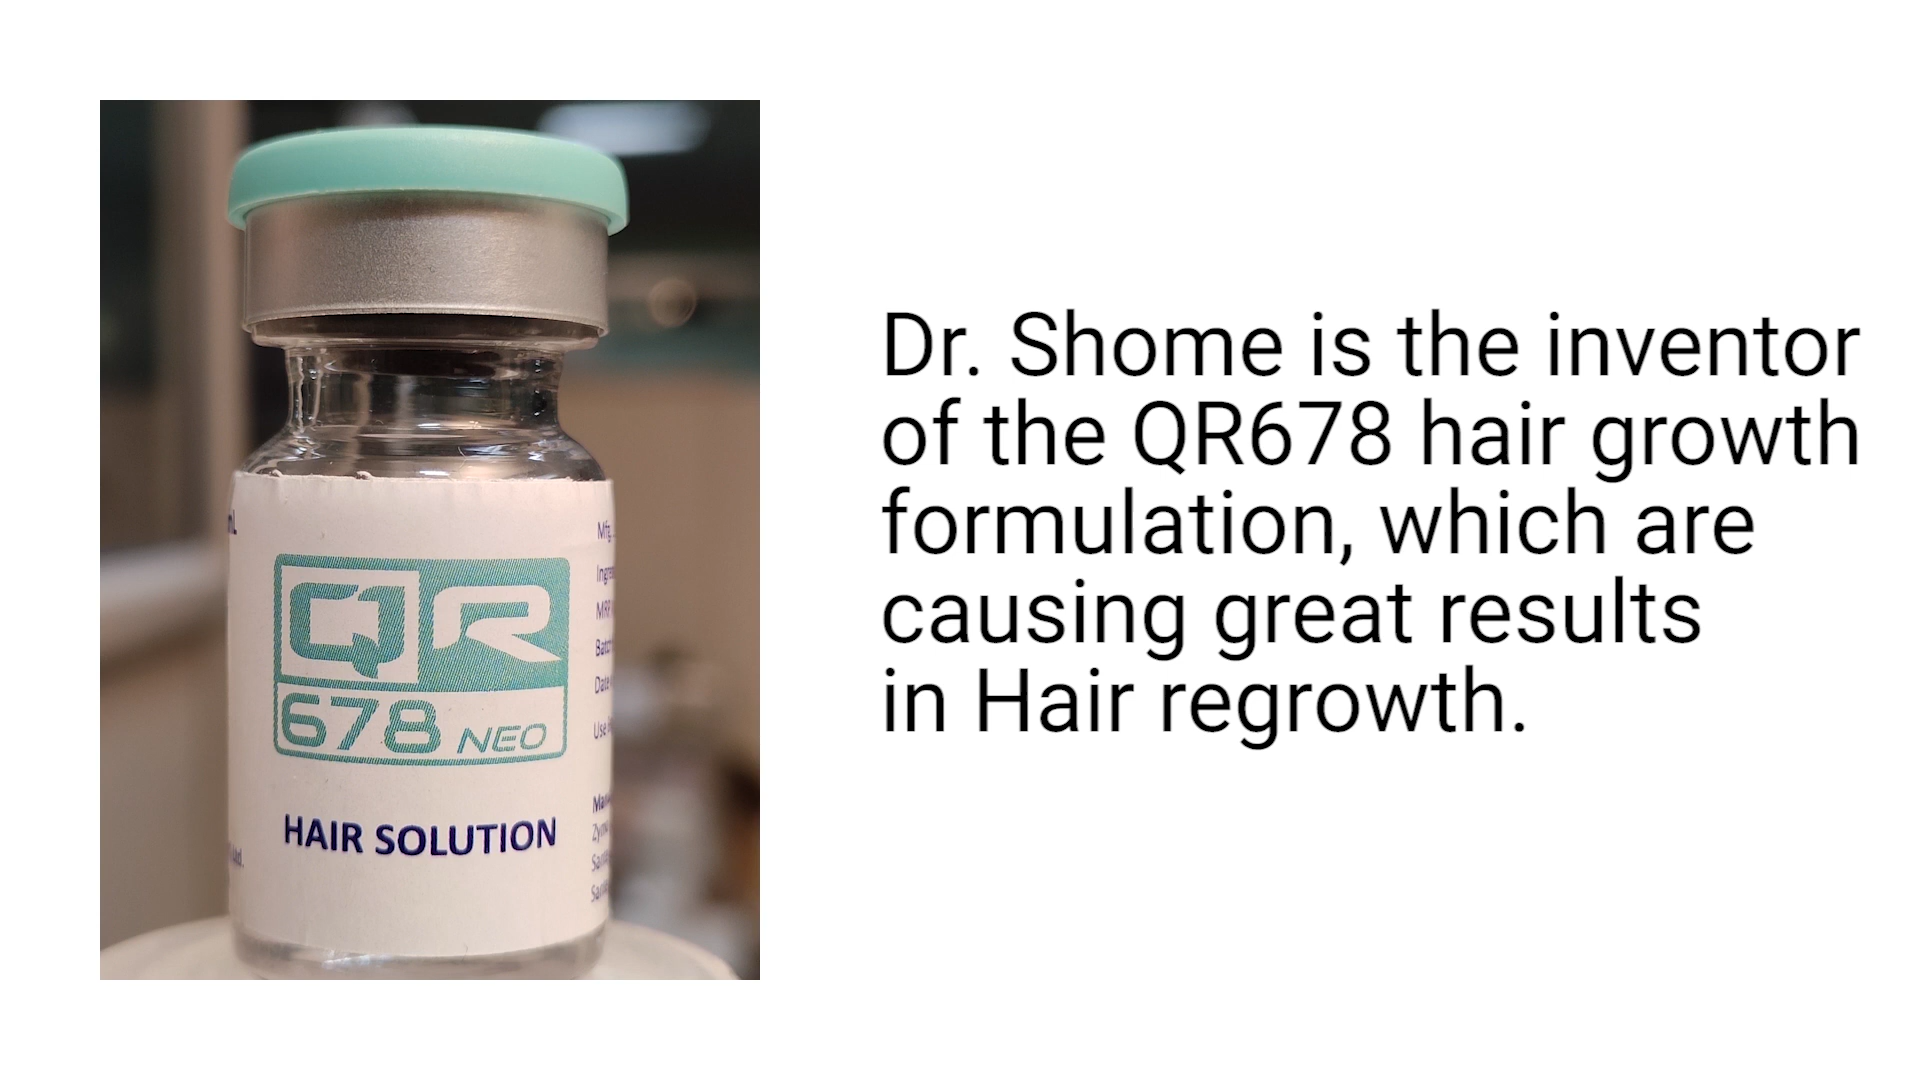 QR
678 NEO
HAIR SOLUTION
Mfg.
Dr. Shome is the inventor
of the QR678 hair growth
formulation, which are
causing great results
in Hair regrowth.